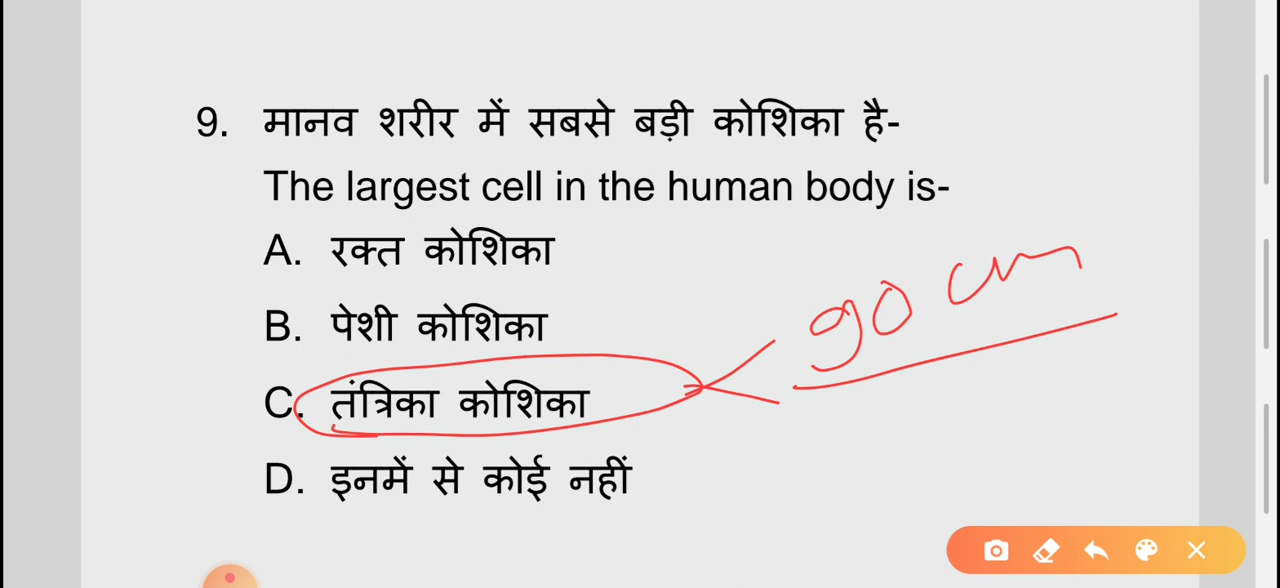 9. मानव शरीर में सबसे बड़ी कोशिका है-
The largest cell in the human body is-
A. रक्त कोशिका
B. पेशी कोशिका
90 cm
C. तंत्रिका कोशिका
D. इनमें से कोई नहीं